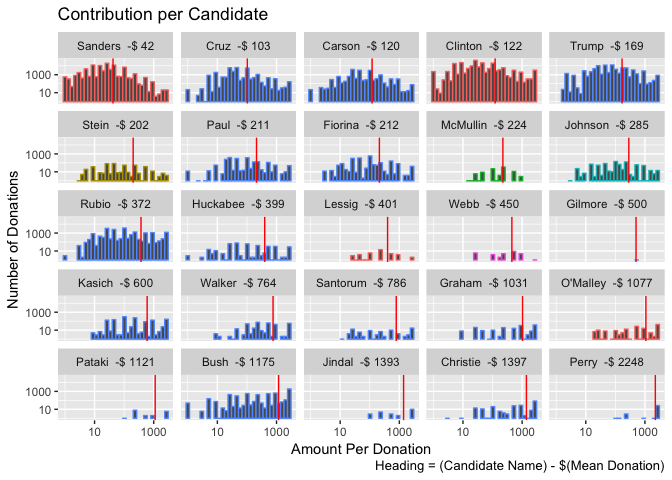 Contribution per Candidate
Sanders -$ 42
Cruz -$ 103
Carson -$ 120
Clinton -$ 122
Trump -$ 169
1000
10
Stein -$ 202
Paul -$ 211
Fiorina -$ 212
McMullin -$ 224
Johnson -$ 285
1000
10
Rubio -$ 372
Huckabee -$ 399
Lessig -$ 401
Webb -$ 450
Gilmore -$ 500
1000
10
Kasich -$ 600
Walker -$ 764
Santorum -$ 786
Graham -$ 1031
O'Malley -$ 1077
1000
10
Pataki -$ 1121
Bush -$ 1175
Jindal -$ 1393
Christie -$ 1397
Perry -$ 2248
1000
10
Number of Donations
10 1000 10 1000 10 1000 10 1000 10 1000
Amount Per Donation
Heading = (Candidate Name) - $(Mean Donation)